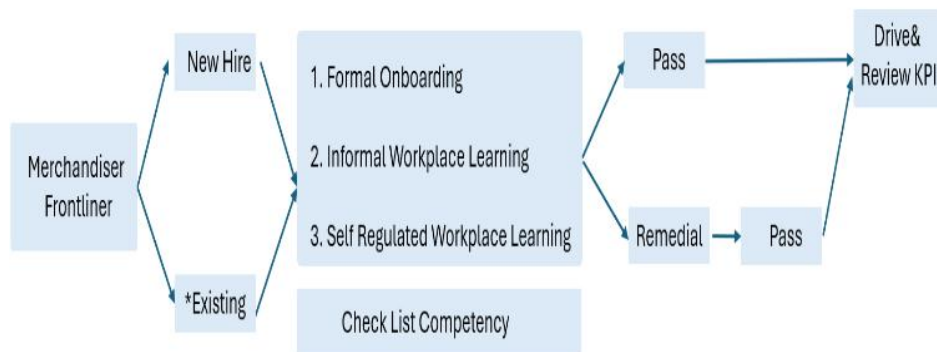 Merchandiser
Frontliner
New Hire
*Existing
1. Formal Onboarding
2. Informal Workplace Learning
3. Self Regulated Workplace Learning
Check List Competency
Pass
Remedial
Pass
Drive&
Review KPI